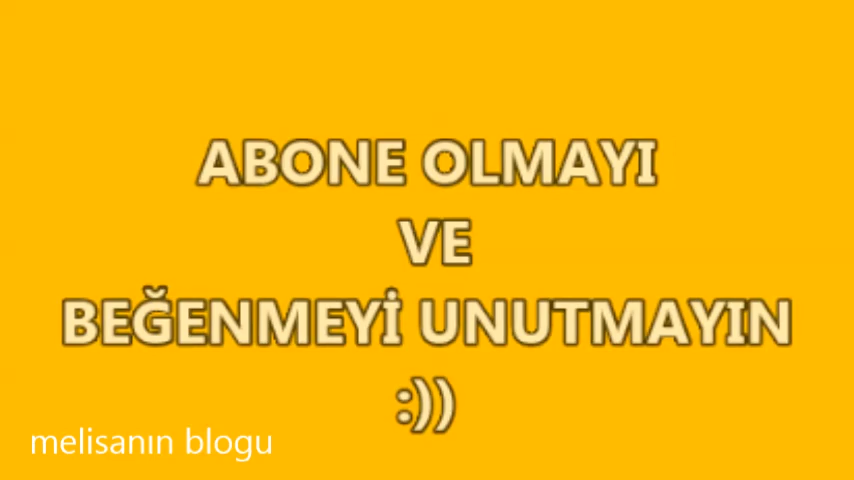 ABONE OLMAYI
VE
BEĞENMEYİ UNUTMAYIN
:))
melisanın blogu